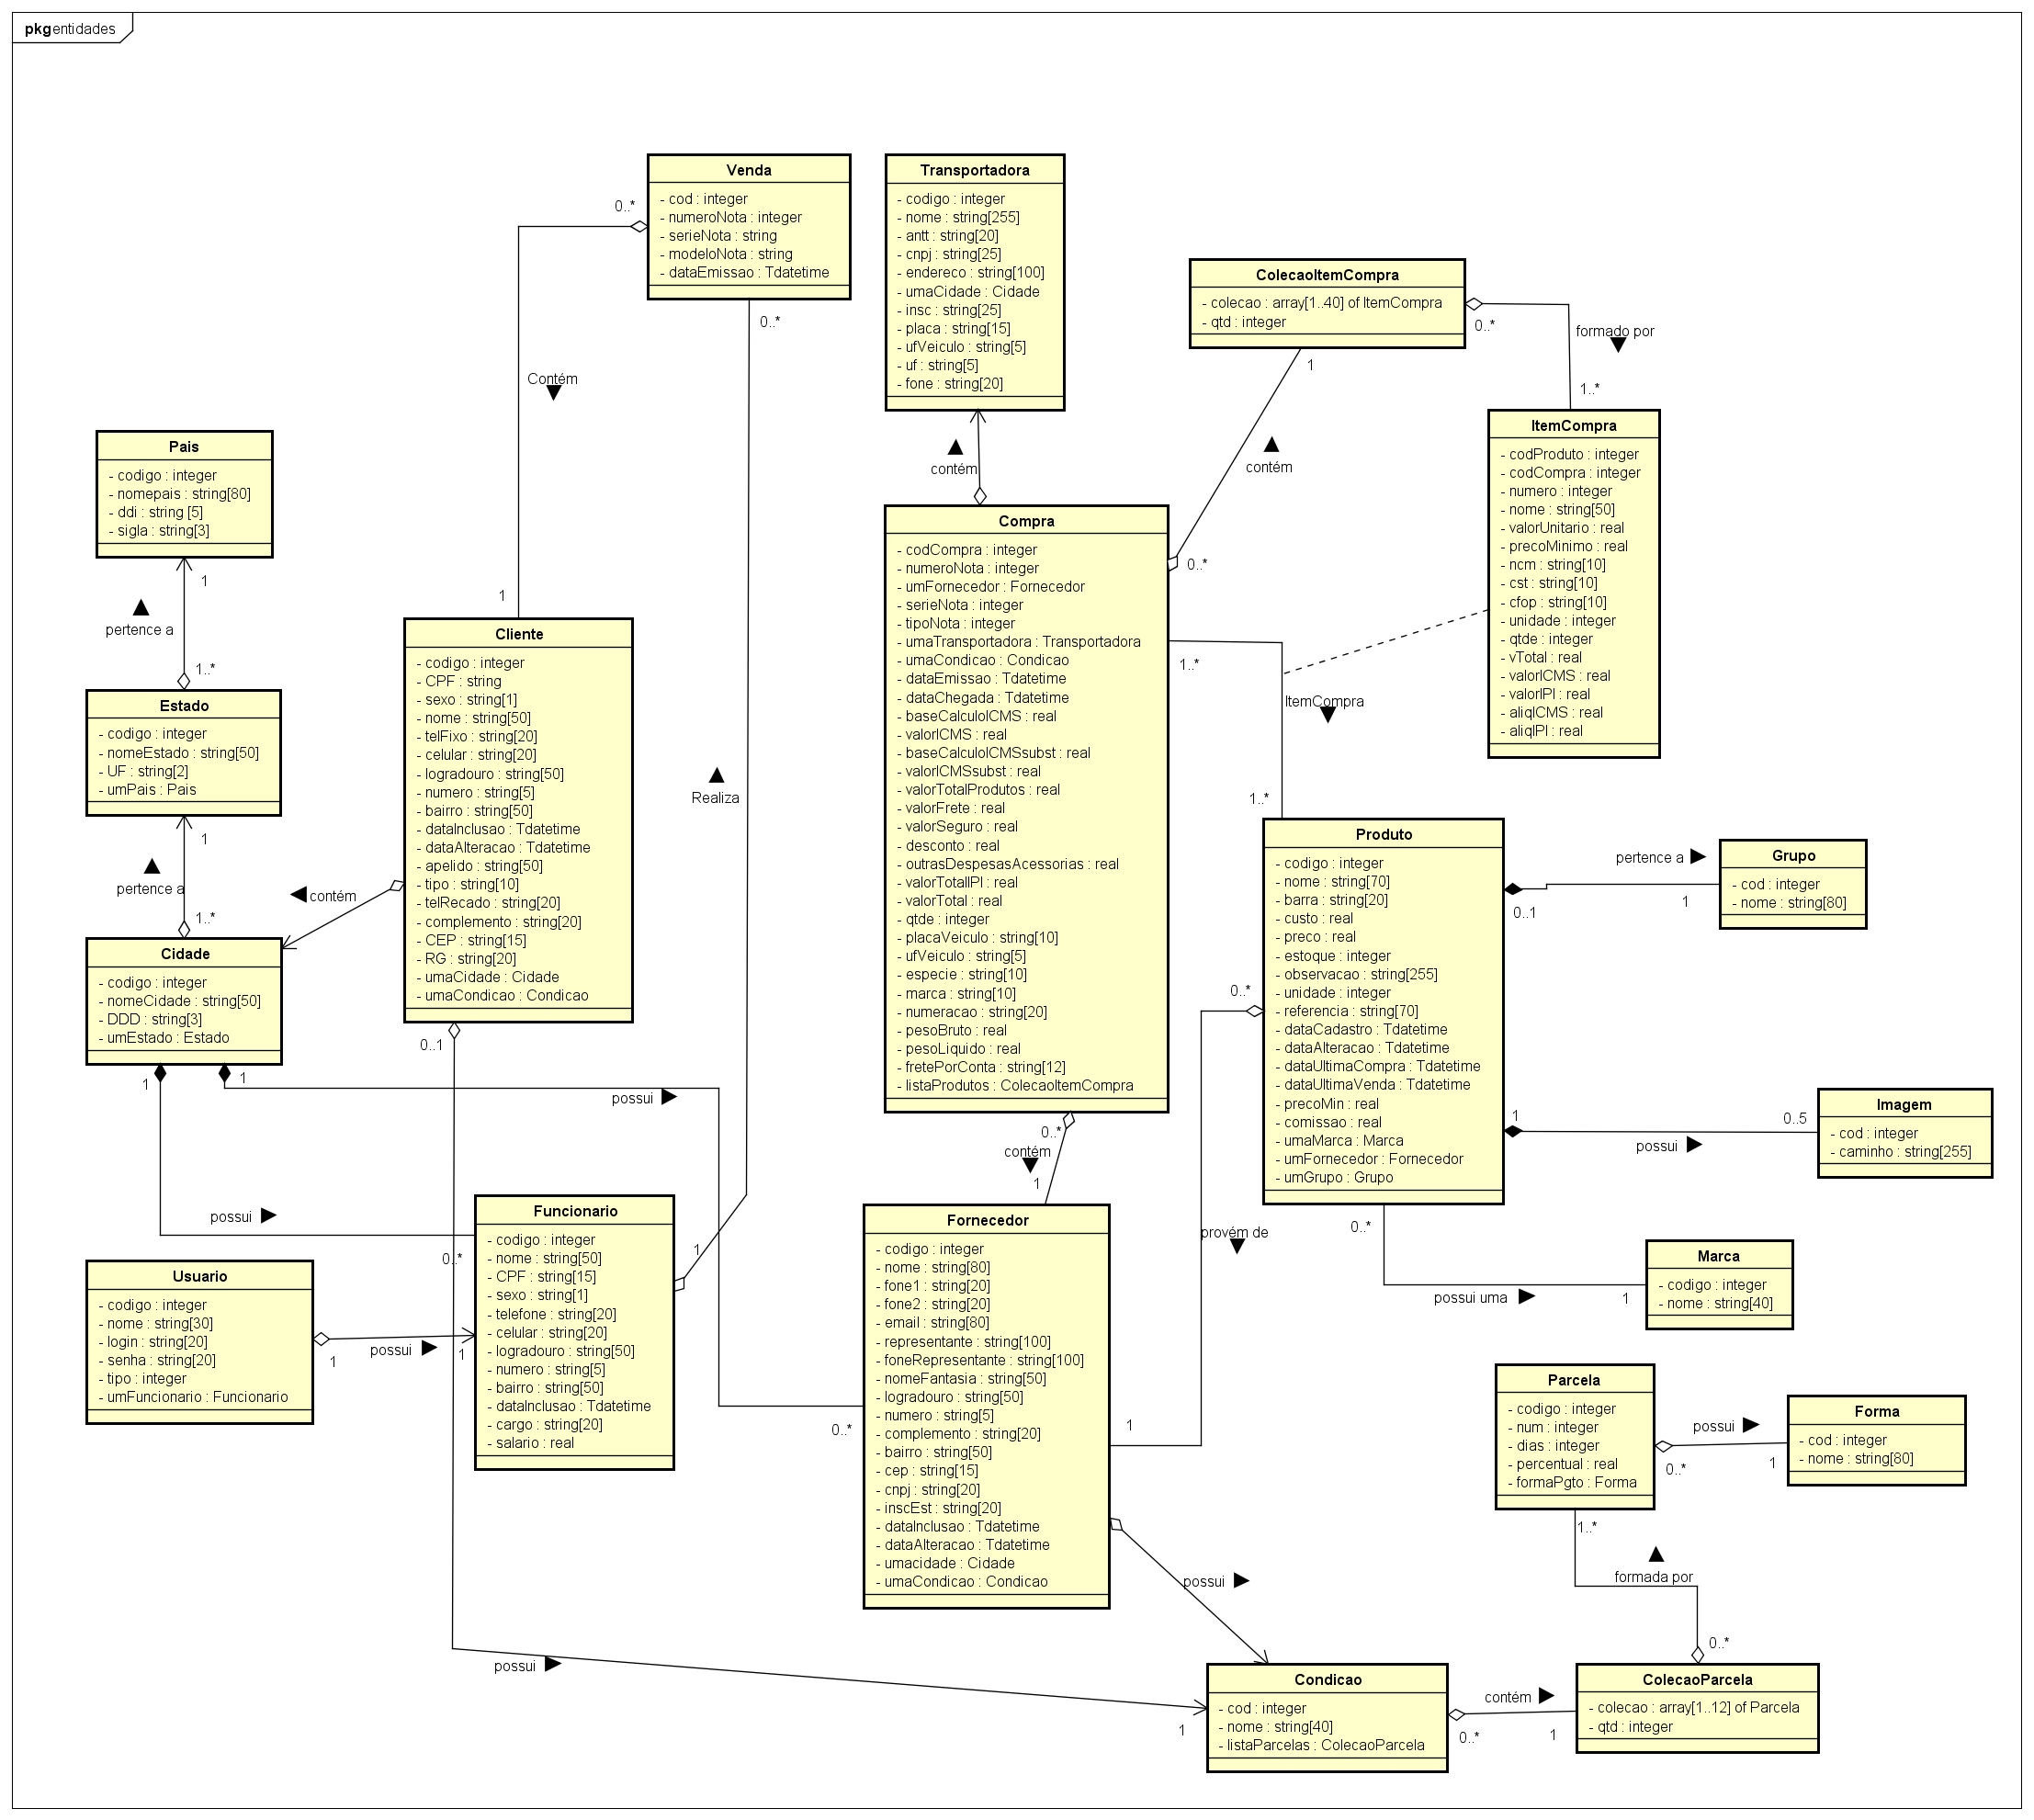 pkg entidades
Venda
- cod : integer
- numeroNota : integer
- serieNota : string
- modeloNota : string
- dataEmissao : Tdatetime
0..*
0..*
Contém
1
Realiza
Transportadora
- codigo : integer
- nome : string[255]
- antt : string[20]
- cnpj : string[25]
- endereco : string[100]
- umaCidade : Cidade
- insc : string[25]
- placa : string[15]
- ufVeiculo : string[5]
- uf : string[5]
- fone : string[20]
contém
ColecaoItemCompra
- colecao : array[1..40] of ItemCompra
- qtd : integer
0..*
formado por
1..*
1
contém
0..*
ItemCompra
- codProduto : integer
- codCompra : integer
- numero : integer
- nome : string[50]
- valorUnitario : real
- precoMinimo : real
- ncm : string[10]
- cst : string[10]
- cfop : string[10]
- unidade : integer
- qtde : integer
- vTotal : real
- valorICMS : real
- valorIPI : real
- aliqICMS : real
- aliqIPI : real
Pais
- codigo : integer
- nomepais : string[80]
- ddi : string [5]
- sigla : string[3]
1
pertence a
1..*
Estado
- codigo : integer
- nomeEstado : string[50]
- UF : string[2]
- umPais : Pais
1
pertence a
1..*
Cidade
- codigo : integer
- nomeCidade : string[50]
- DDD : string[3]
- umEstado : Estado
1
1
possui
possui
0..*
0..*
Cliente
- codigo : integer
- CPF : string
- sexo : string[1]
- nome : string[50]
- telFixo : string[20]
- celular : string[20]
- logradouro : string[50]
- numero : string[5]
- bairro : string[50]
- dataInclusao : Tdatetime
- dataAlteracao : Tdatetime
- apelido : string[50]
- tipo : string[10]
- telRecado : string[20]
- complemento : string[20]
- CEP : string[15]
- RG : string[20]
- umaCidade : Cidade
- umaCondicao : Condicao
contém
0..1
Compra
- codCompra : integer
- numeroNota : integer
- umFornecedor : Fornecedor
- serieNota : integer
- tipoNota : integer
- umaTransportadora : Transportadora
- umaCondicao : Condicao
- dataEmissao : Tdatetime
- dataChegada : Tdatetime
- baseCalculoICMS : real
- valorICMS : real
- baseCalculoICMSsubst : real
- valorICMSsubst : real
- valorTotalProdutos : real
- valorFrete : real
- valorSeguro : real
- desconto : real
- outrasDespesasAcessorias : real
- valorTotalIPI : real
- valorTotal : real
- qtde : integer
- placaVeiculo : string[10]
- ufVeiculo : string[5]
- especie : string[10]
- marca : string[10]
- numeracao : string[20]
- pesoBruto : real
- pesoLiquido : real
- fretePorConta : string[12]
- listaProdutos : ColecaoItemCompra
1..*
ItemCompra
1..*
0..*
contém
1
Produto
- codigo : integer
- nome : string[70]
- barra : string[20]
- custo : real
- preco : real
- estoque : integer
- observacao : string[255]
- unidade : integer
- referencia : string[70]
- dataCadastro : Tdatetime
- dataAlteracao : Tdatetime
- dataUltimaCompra : Tdatetime
- dataUltimaVenda : Tdatetime
- precoMin : real
- comissao : real
- umaMarca : Marca
- umFornecedor : Fornecedor
- umGrupo : Grupo
pertence a
0..1
1
Grupo
- cod : integer
- nome : string[80]
0..*
provém de
1
1
0..5
possui
Imagem
- cod : integer
- caminho : string[255]
0..*
possui uma
1
Marca
- codigo : integer
- nome : string[40]
Funcionario
- codigo : integer
- nome : string[50]
- CPF : string[15]
- sexo : string[1]
- telefone : string[20]
- celular : string[20]
- logradouro : string[50]
- numero : string[5]
- bairro : string[50]
- dataInclusao : Tdatetime
- cargo : string[20]
- salario : real
1
Usuario
- codigo : integer
- nome : string[30]
- login : string[20]
- senha : string[20]
- tipo : integer
- umFuncionario : Funcionario
1
possui
1
Fornecedor
- codigo : integer
- nome : string[80]
- fone1 : string[20]
- fone2 : string[20]
- email : string[80]
- representante : string[100]
- foneRepresentante : string[100]
- nomeFantasia : string[50]
- logradouro : string[50]
- numero : string[5]
- complemento : string[20]
- bairro : string[50]
- cep : string[15]
- cnpj : string[20]
- inscEst : string[20]
- dataInclusao : Tdatetime
- dataAlteracao : Tdatetime
- umacidade : Cidade
- umaCondicao : Condicao
possui
possui
1
Parcela
- codigo : integer
- num : integer
- dias : integer
- percentual : real
- formaPgto : Forma
possui
0..*
1
Forma
- cod : integer
- nome : string[80]
1..*
formada por
0..*
Condicao
- cod : integer
- nome : string[40]
- listaParcelas : ColecaoParcela
contém
0..*
1
ColecaoParcela
- colecao : array[1..12] of Parcela
- qtd : integer